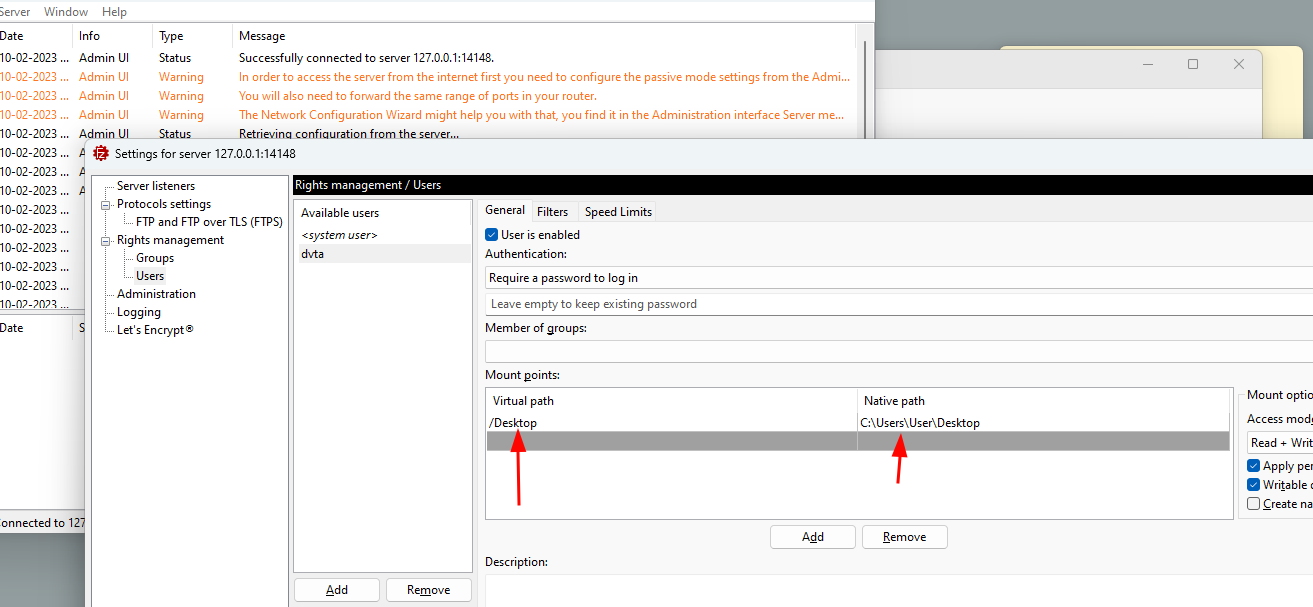 Server Window Help
Date Info Type Message
10-02-2023 ... Admin UI Status Successfully connected to server 127.0.0.1:14148.
10-02-2023 ... Admin UI Warning In order to access the server from the internet first you need to configure the passive mode settings from the Admi...
10-02-2023 ... Admin UI Warning You will also need to forward the same range of ports in your router.
10-02-2023 ... Admin UI Warning The Network Configuration Wizard might help you with that, you find it in the Administration interface Server me...
10-02-2023 ... Admin UI Status Retrieving configuration from the server...
10-02-2023 ... A
10-02-2023 ... A
10-02-2023 ... A
10-02-2023 ...
10-02-2023 ...
10-02-2023 ...
10-02-2023 ...
10-02-2023 ...
10-02-2023 ...
Date S
onnected to 127
Settings for server 127.0.0.1:14148
Server listeners
Protocols settings
FTP and FTP over TLS (FTPS)
Rights management
Groups
Users
Administration
Logging
Let's Encrypt®
Rights management / Users
Available users
<system user>
dvta
Add Remove
General Filters Speed Limits
User is enabled
Authentication:
Require a password to log in
Leave empty to keep existing password
Member of groups:
Mount points:
Virtual path Native path
/Desktop C:\Users\User\Desktop
Add Remove
Description:
Mount optio
Access mod
Read + Writ
Apply per
Writable
Create na